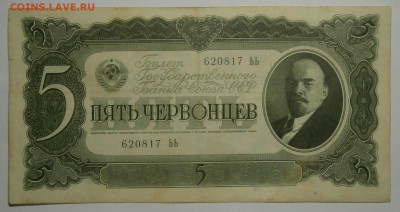 COINS.LAVE.RU
Билет 620817 ЬЬ
Государственного
Банка Союза ССР
5 ПЯТЬ ЧЕРВОНЦЕВ
620817 ЬЬ
5